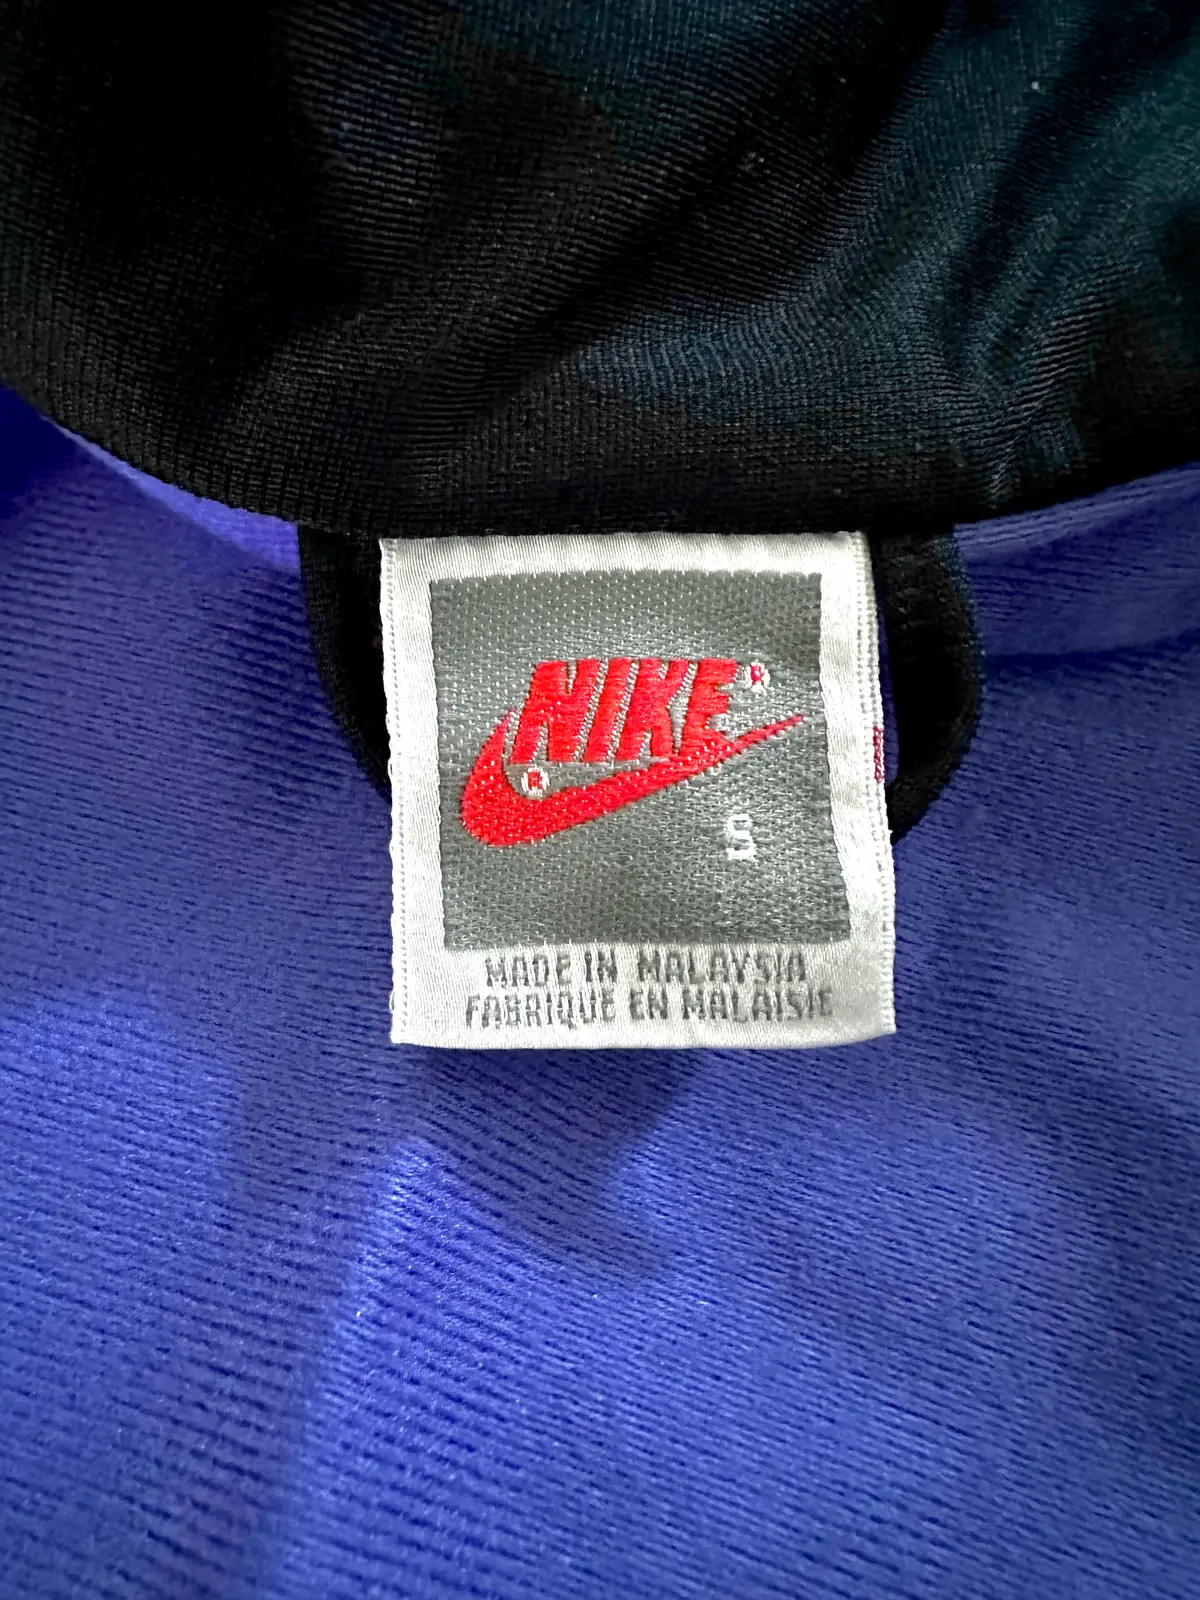 NIKE®
®
S
MADE IN MALAYSIA
FABRIQUE EN MALAISIE